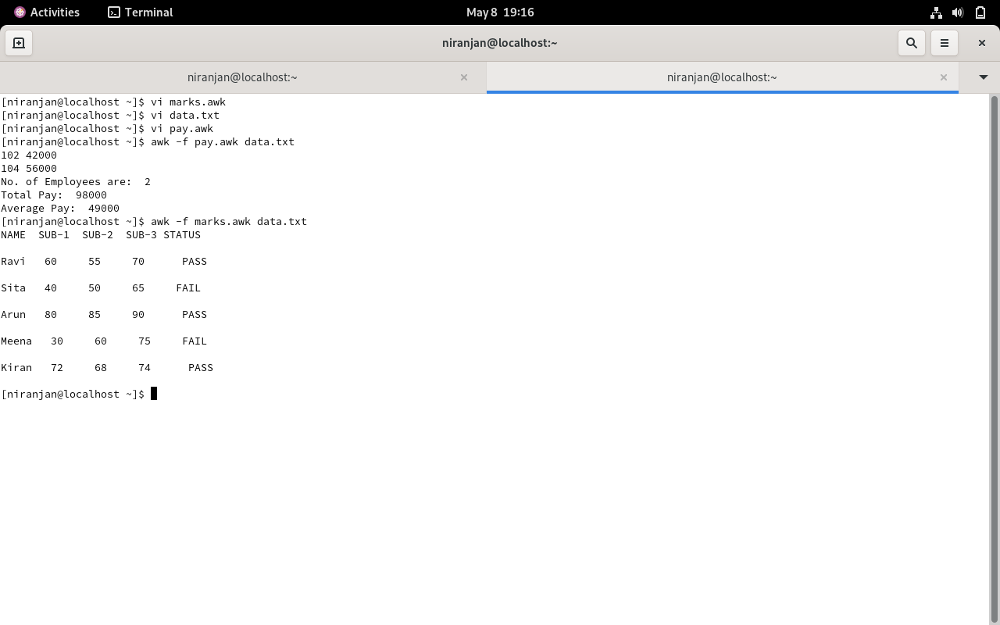 Activities Terminal May 8 19:16
niranjan@localhost:~
niranjan@localhost:~ niranjan@localhost:~
[niranjan@localhost ~]$ vi marks.awk
[niranjan@localhost ~]$ vi data.txt
[niranjan@localhost ~]$ vi pay.awk
[niranjan@localhost ~]$ awk -f pay.awk data.txt
102 42000
104 56000
No. of Employees are:  2
Total Pay:  98000
Average Pay:  49000
[niranjan@localhost ~]$ awk -f marks.awk data.txt
NAME  SUB-1  SUB-2  SUB-3 STATUS
Ravi   60     55     70      PASS
Sita   40     50     65     FAIL
Arun   80     85     90      PASS
Meena   30     60     75     FAIL
Kiran   72     68     74      PASS
[niranjan@localhost ~]$